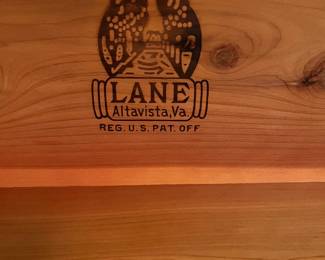 LANE
Altavista, Va.
REG. U.S. PAT. OFF